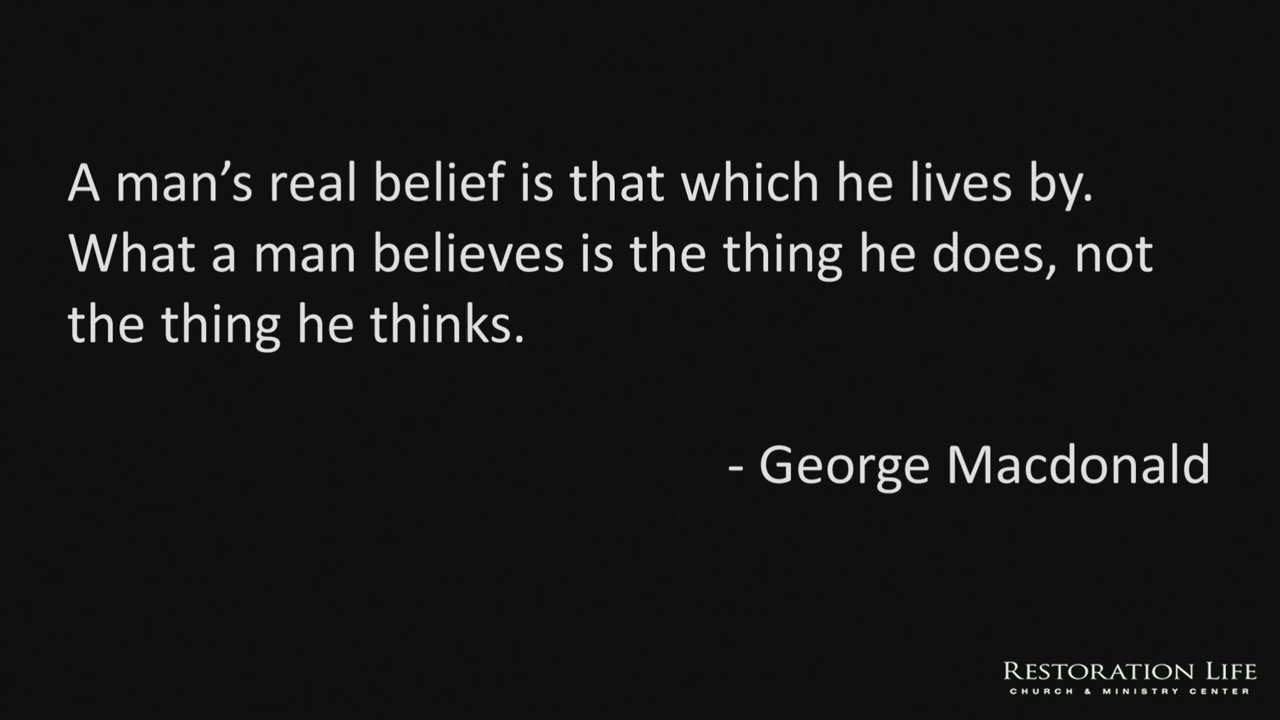 A man’s real belief is that which he lives by.
What a man believes is the thing he does, not
the thing he thinks.
- George Macdonald
RESTORATION LIFE
CHURCH & MINISTRY CENTER